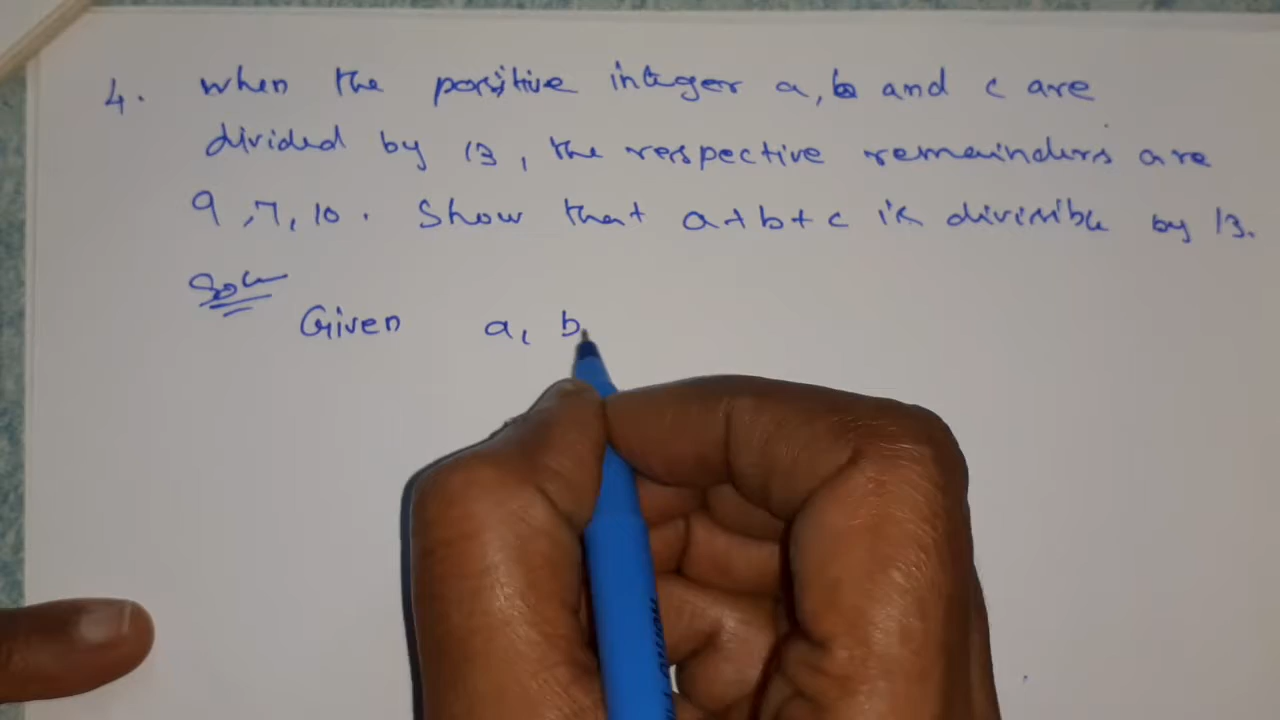 4. when the positive integer a, b and c are
divided by 13, the respective remainders are
9, 7, 10. Show that a+b+c is divisible by 13.
Soln
Given a, b